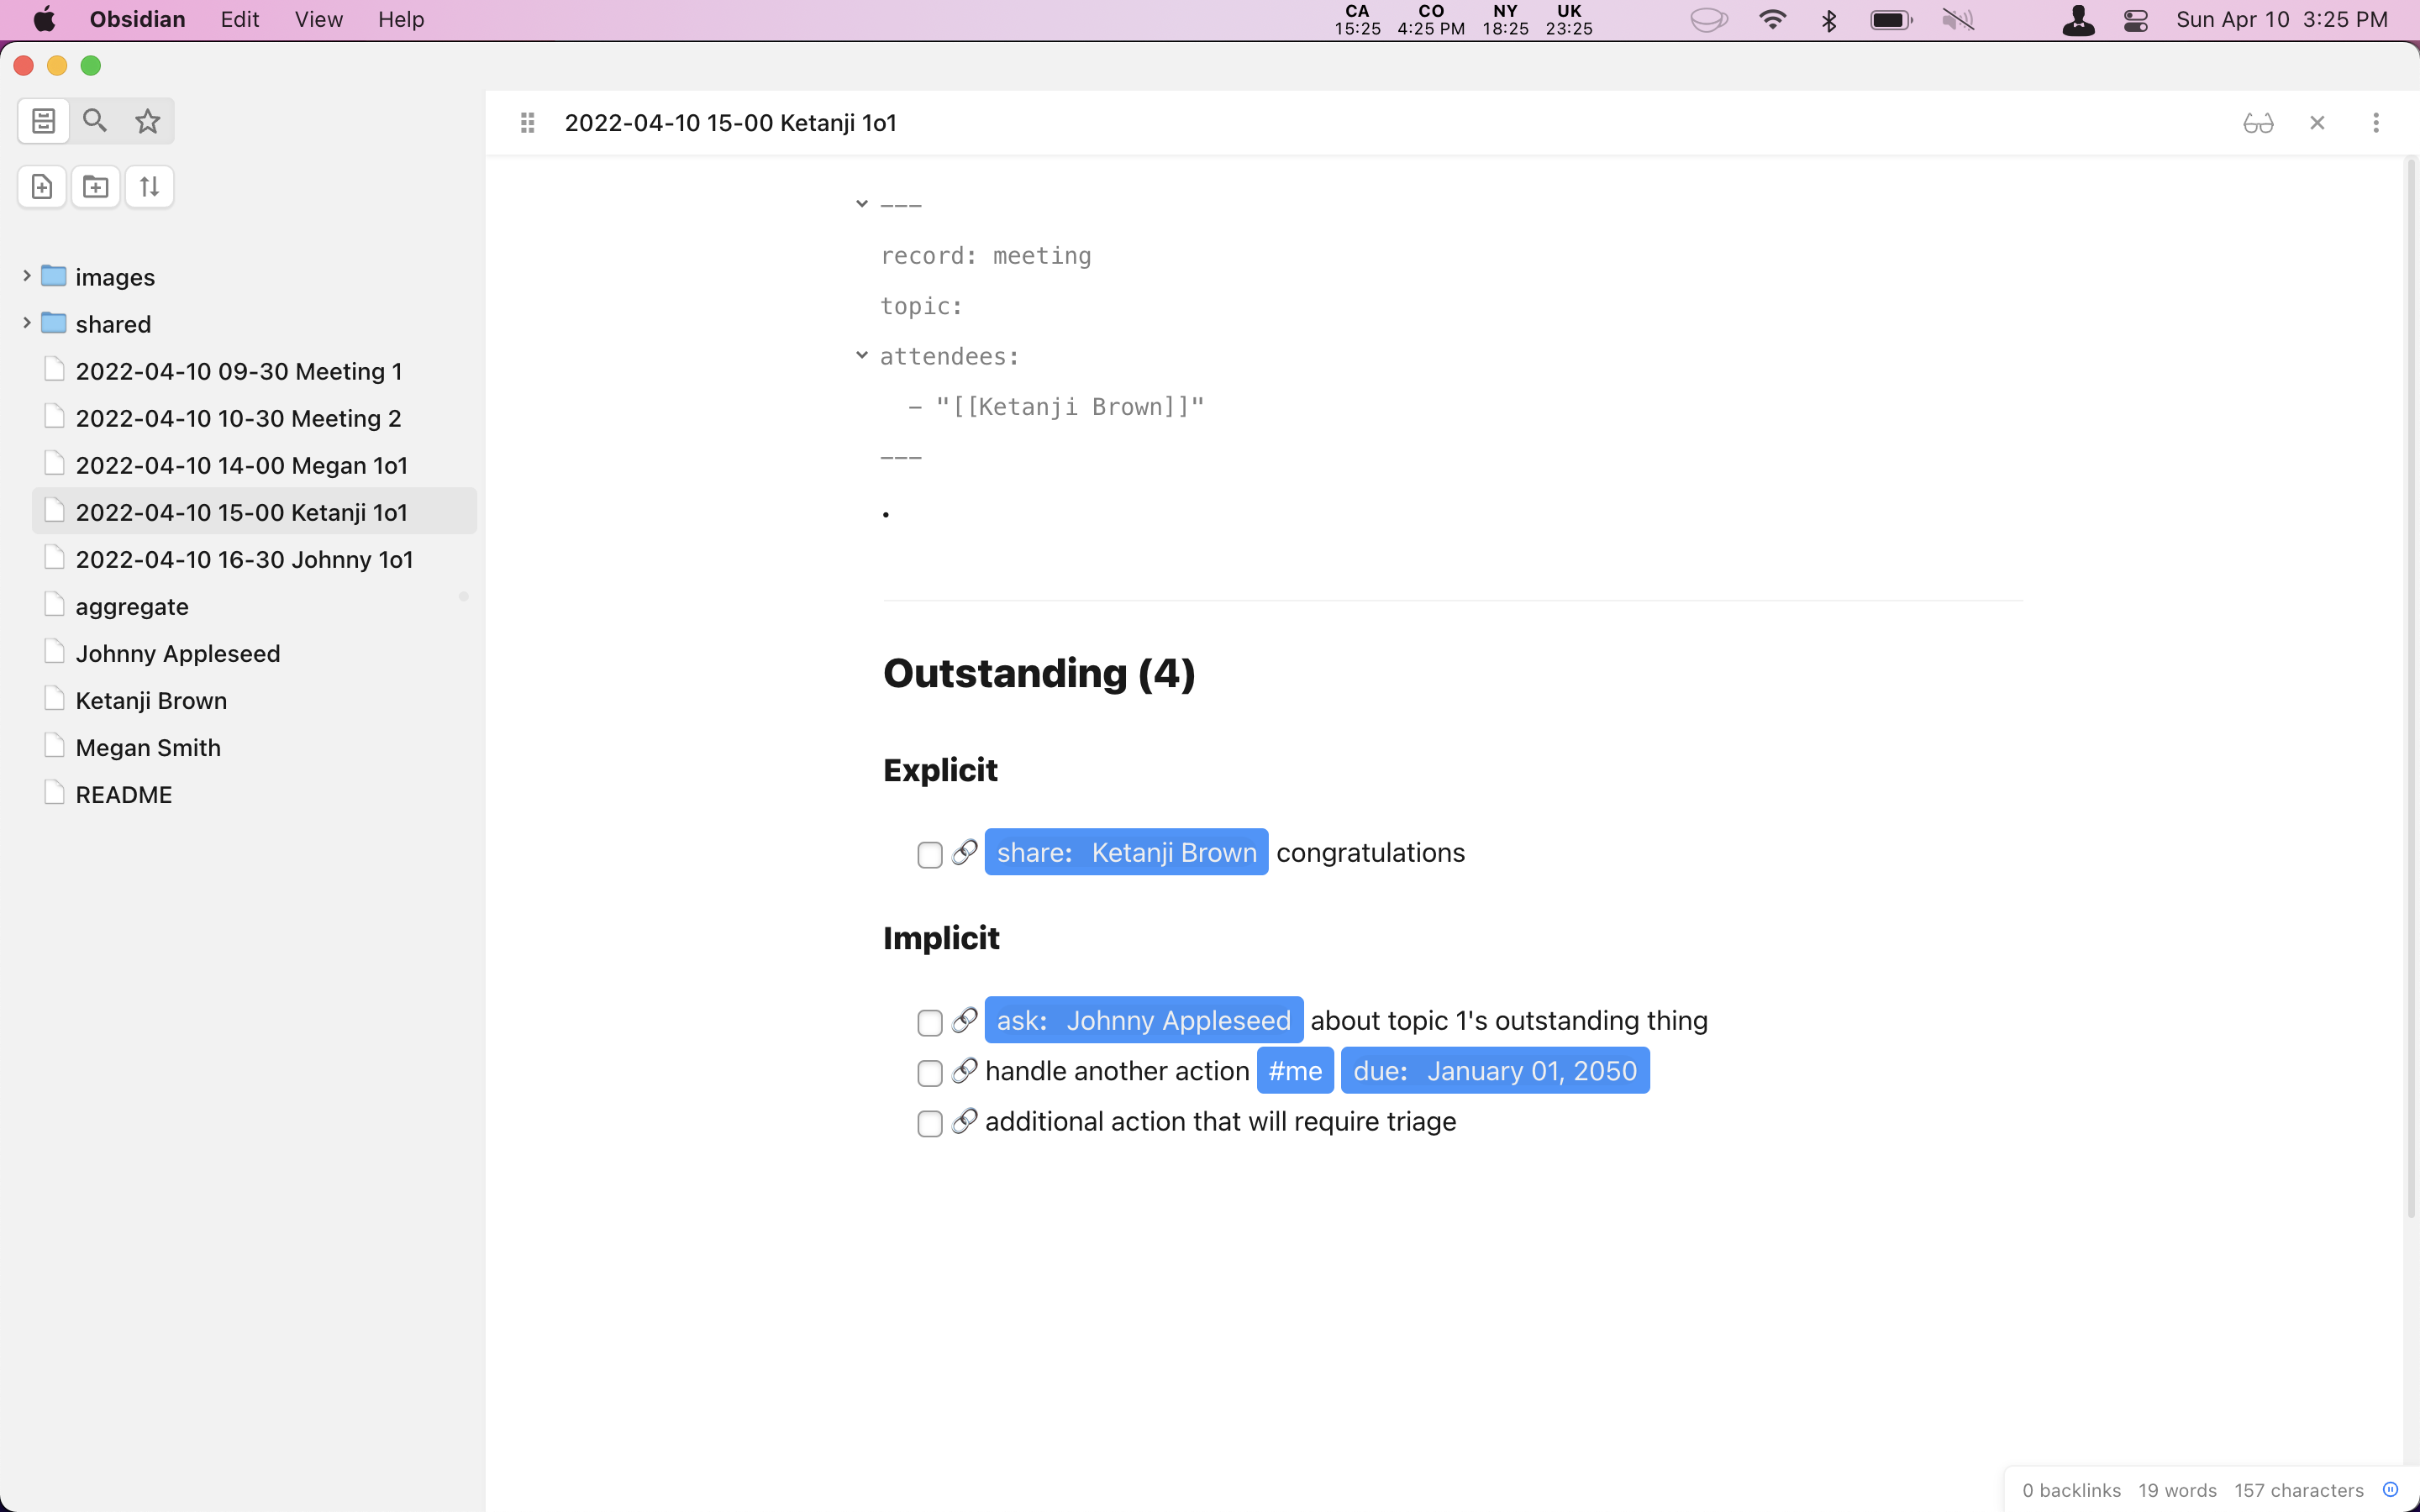 Obsidian Edit View Help
CA CO NY UK
15:25 4:25 PM 18:25 23:25
Sun Apr 10 3:25 PM
2022-04-10 15-00 Ketanji 1o1
images
shared
2022-04-10 09-30 Meeting 1
2022-04-10 10-30 Meeting 2
2022-04-10 14-00 Megan 1o1
2022-04-10 15-00 Ketanji 1o1
2022-04-10 16-30 Johnny 1o1
aggregate
Johnny Appleseed
Ketanji Brown
Megan Smith
README
---
record: meeting
topic:
attendees:
- "[[Ketanji Brown]]"
---
.
Outstanding (4)
Explicit
share: Ketanji Brown congratulations
Implicit
ask: Johnny Appleseed about topic 1's outstanding thing
handle another action #me due: January 01, 2050
additional action that will require triage
0 backlinks 19 words 157 characters